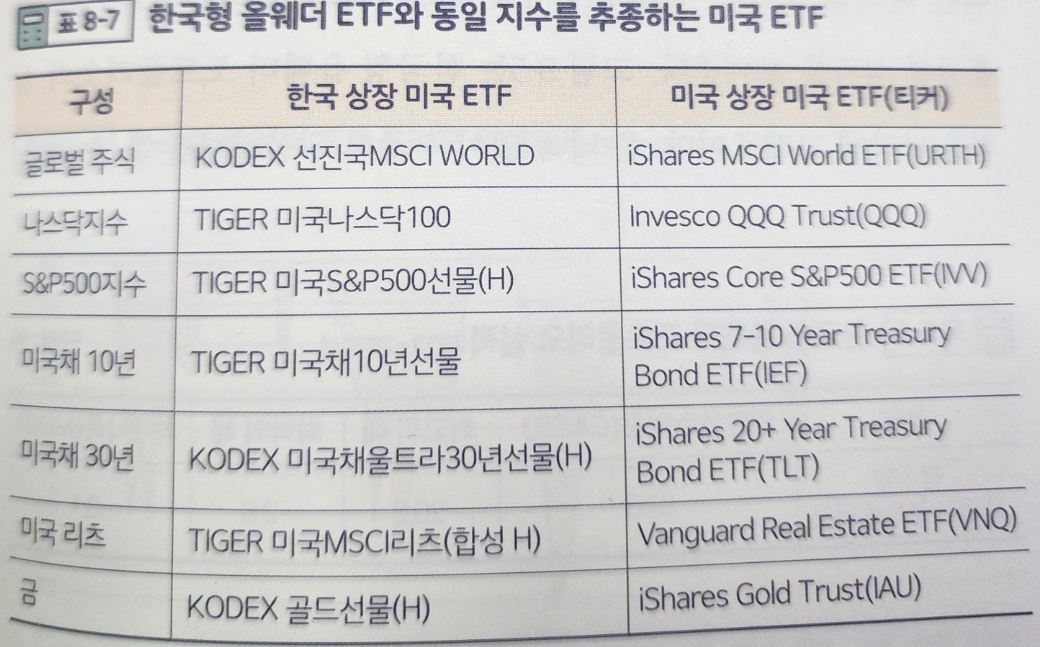 표 8-7 한국형 올웨더 ETF와 동일 지수를 추종하는 미국 ETF
구성 한국 상장 미국 ETF 미국 상장 미국 ETF(티커)
글로벌 주식 KODEX 선진국MSCI WORLD iShares MSCI World ETF(URTH)
나스닥지수 TIGER 미국나스닥100 Invesco QQQ Trust(QQQ)
S&P500지수 TIGER 미국S&P500선물(H) iShares Core S&P500 ETF(IVV)
미국채 10년 TIGER 미국채10년선물 iShares 7-10 Year Treasury
Bond ETF(IEF)
미국채 30년 KODEX 미국채울트라30년선물(H) iShares 20+ Year Treasury
Bond ETF(TLT)
미국 리츠 TIGER 미국MSCI리츠(합성 H) Vanguard Real Estate ETF(VNQ)
금 KODEX 골드선물(H) iShares Gold Trust(IAU)